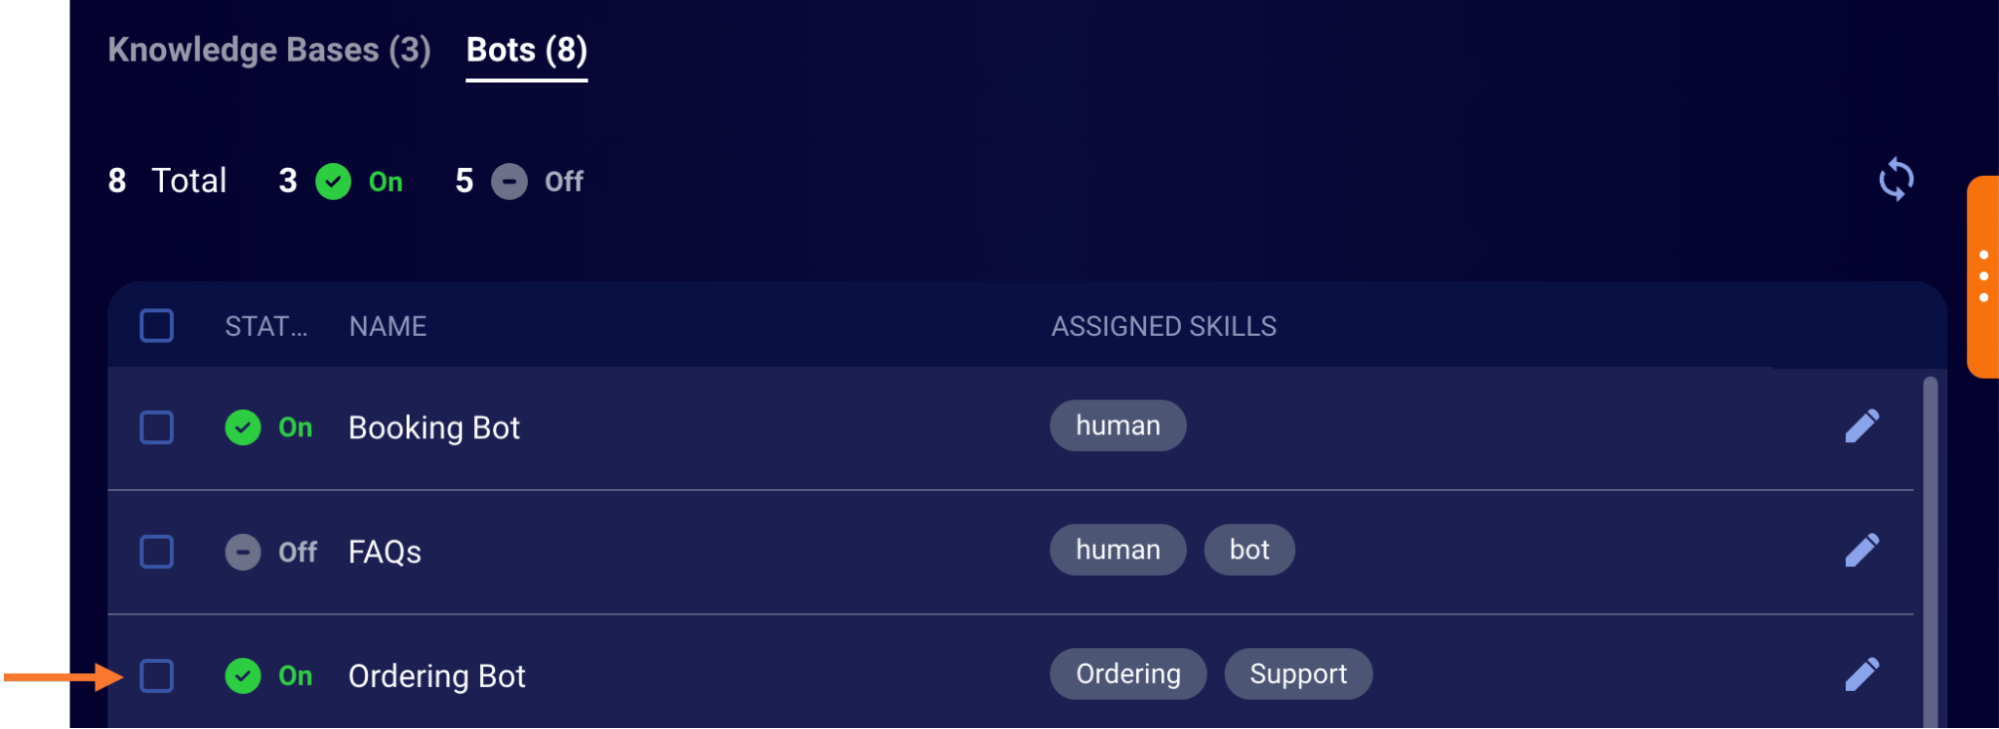 Knowledge Bases (3) Bots (8)
8 Total 3 On 5 Off
STAT... NAME ASSIGNED SKILLS
On Booking Bot human
Off FAQs human bot
On Ordering Bot Ordering Support